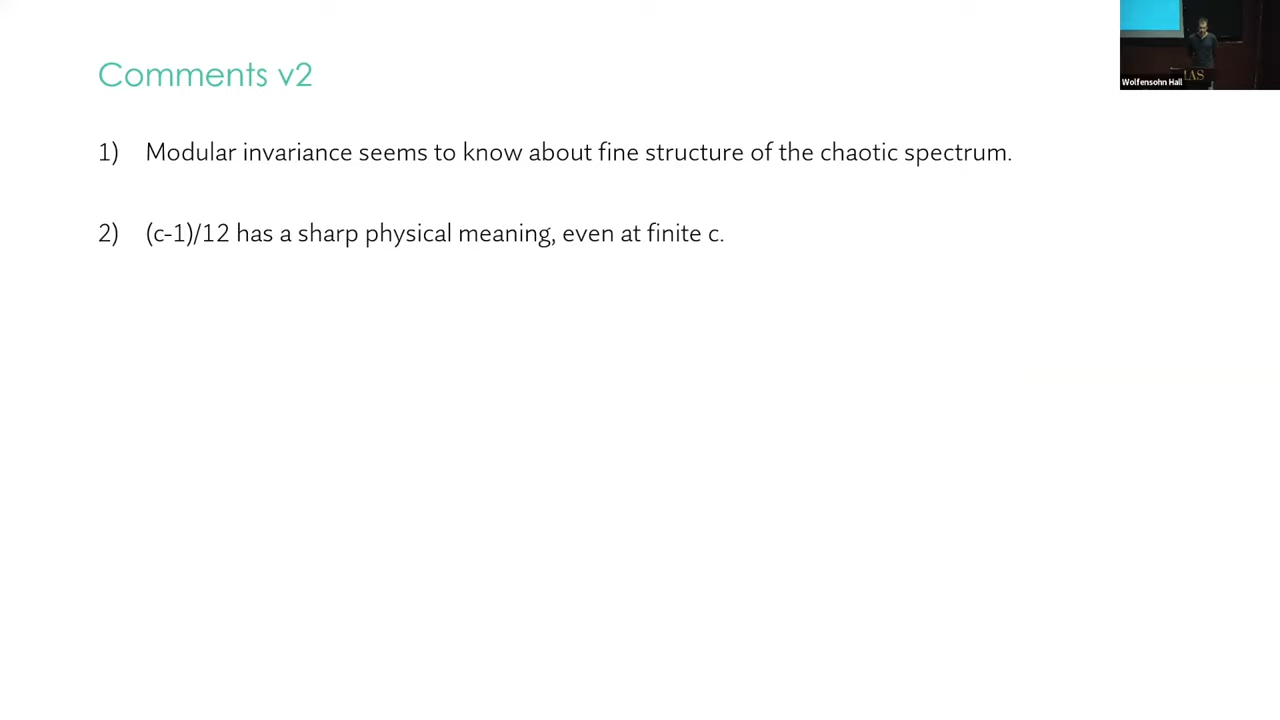 Comments v2
1) Modular invariance seems to know about fine structure of the chaotic spectrum.
2) (c-1)/12 has a sharp physical meaning, even at finite c.
Wolfensohn Hall
IAS